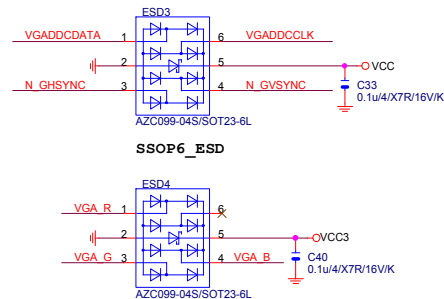 ESD3
VGADDCDATA 1 6 VGADDCCLK
2 5 VCC
N_GHSYNC 3 4 N_GVSYNC
C33
0.1u/4/X7R/16V/K
AZC099-04S/SOT23-6L
SSOP6_ESD
ESD4
VGA_R 1 6
2 5 VCC3
VGA_G 3 4 VGA_B
C40
0.1u/4/X7R/16V/K
AZC099-04S/SOT23-6L